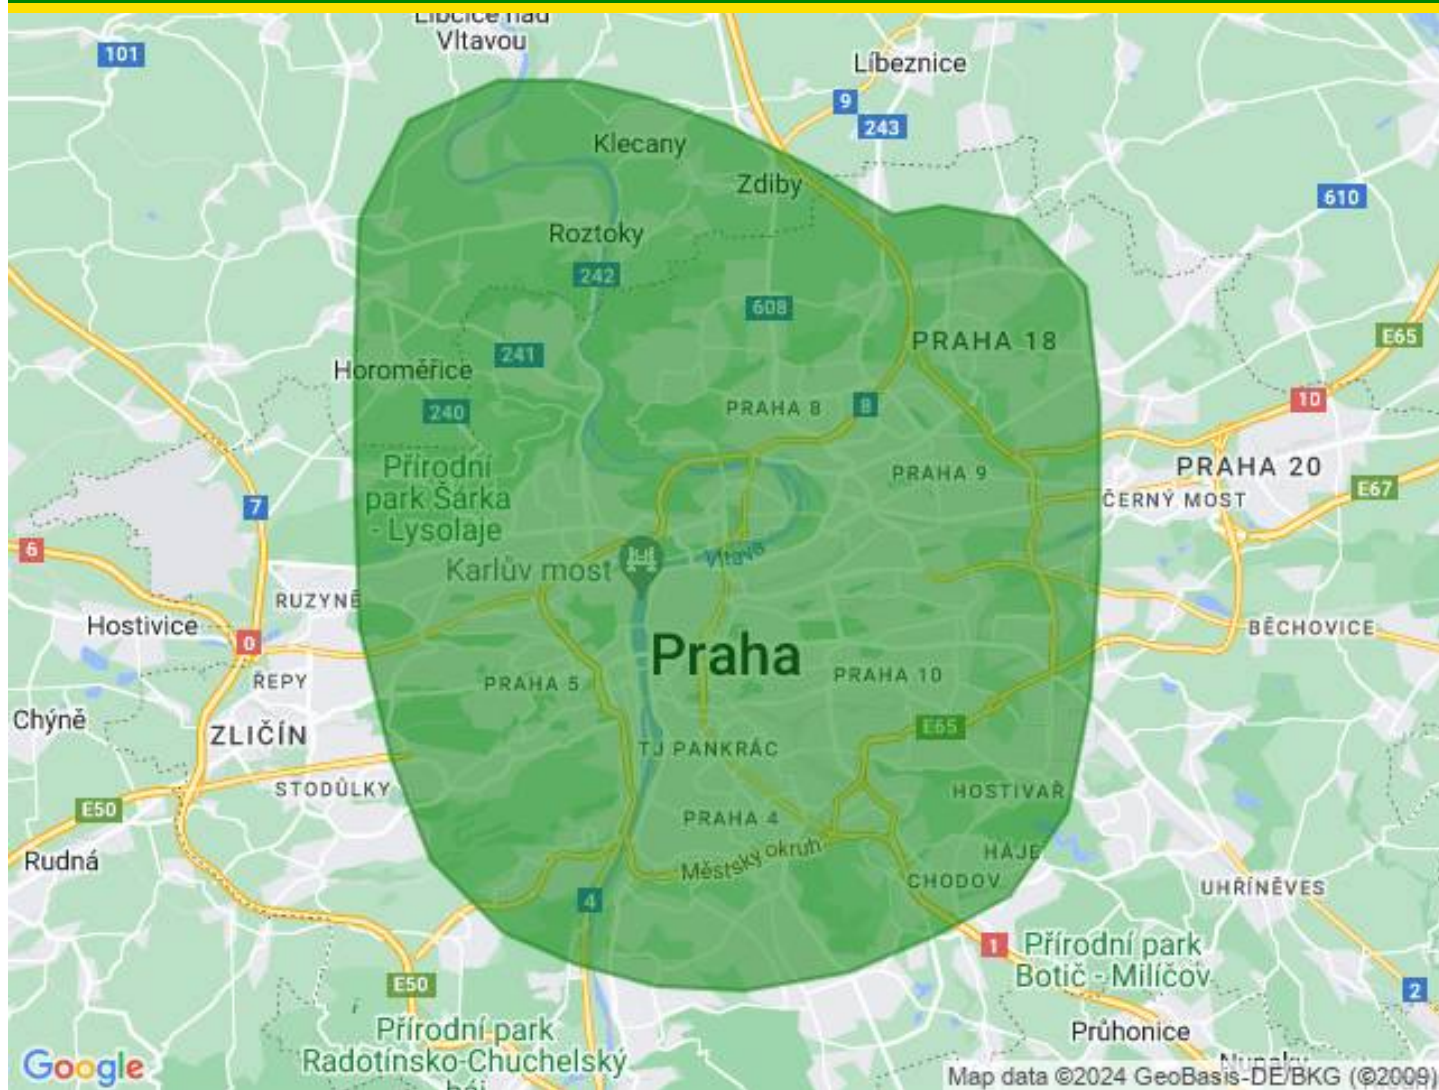 Libčice nad
Vltavou
101
Líbeznice
9
243
Klecany
Zdiby
610
Roztoky
242
608
241
PRAHA 18
E65
Horoměřice
240
PRAHA 8
8
10
Přírodní
park Šárka
- Lysolaje
PRAHA 9
PRAHA 20
E67
ČERNÝ MOST
7
6
Karlův most
Vltava
RUZYNĚ
Hostivice
0
BĚCHOVICE
Praha
ŘEPY
PRAHA 5
PRAHA 10
Chýně
ZLIČÍN
E65
TJ PANKRÁC
STODŮLKY
HOSTIVAŘ
E50
PRAHA 4
Rudná
Městský okruh
HÁJE
CHODOV
UHŘÍNĚVES
4
1
Přírodní park
Botič - Milíčov
E50
2
Přírodní park
Radotínsko-Chuchelský
háj
Průhonice
Nupaky
Google
Map data ©2024 GeoBasis-DE/BKG (©2009)